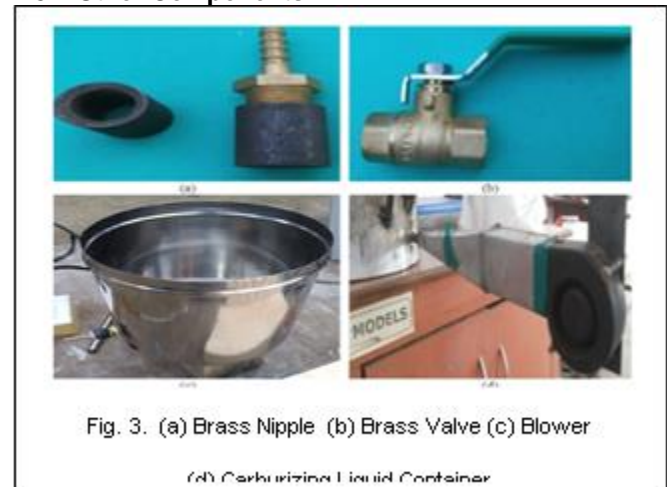 (a)
(b)
MODELS
Fig. 3. (a) Brass Nipple (b) Brass Valve (c) Blower
(d) Carburizing Liquid Container